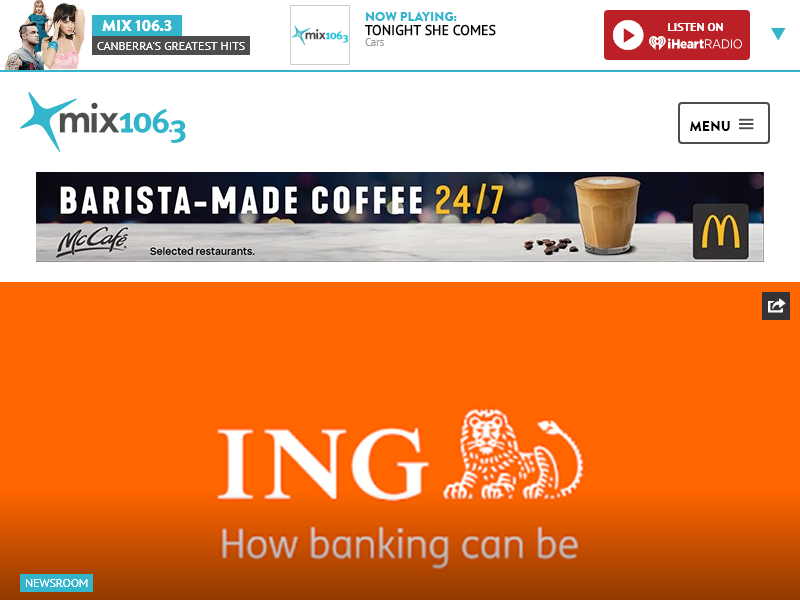 MIX 106.3
CANBERRA'S GREATEST HITS
mix106.3
NOW PLAYING:
TONIGHT SHE COMES
Cars
LISTEN ON
iHeartRADIO
mix106.3
MENU
BARISTA-MADE COFFEE 24/7
McCafé
Selected restaurants.
ING
How banking can be
NEWSROOM